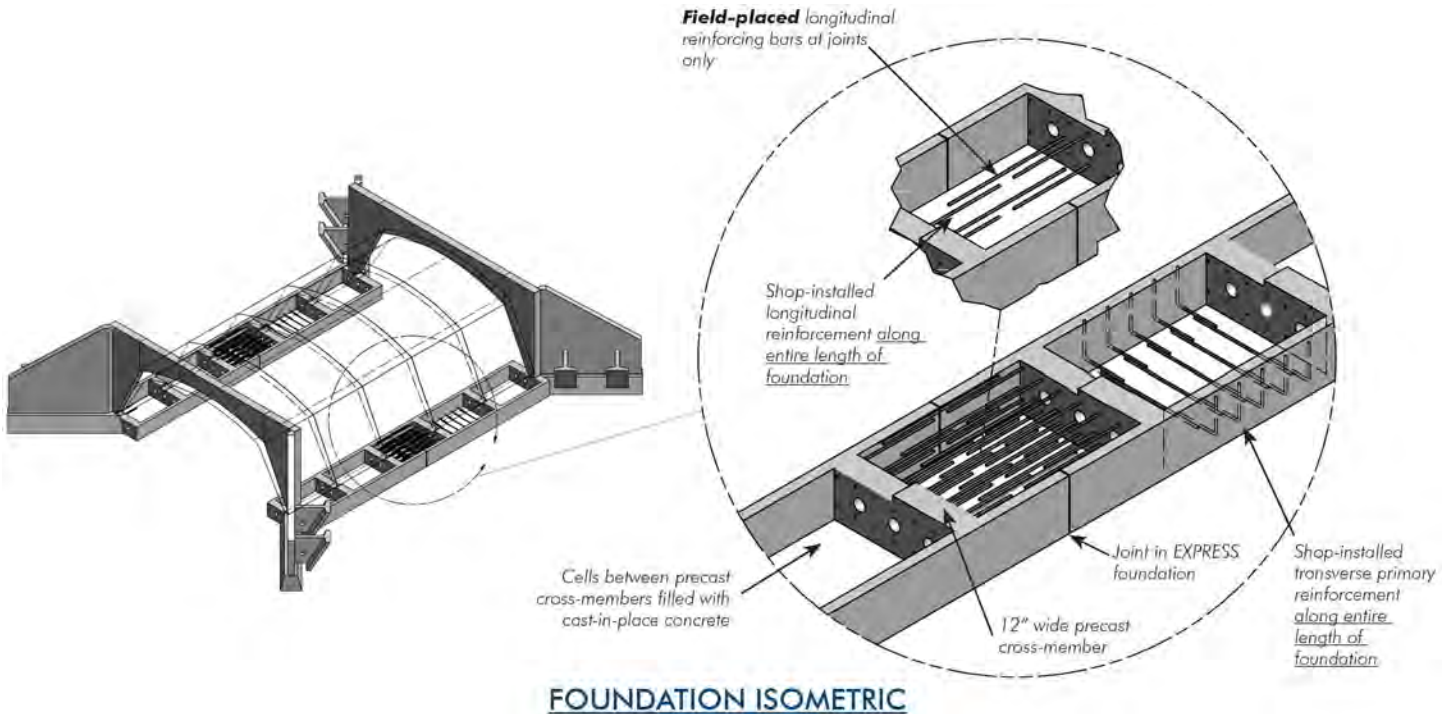 Field-placed longitudinal
reinforcing bars at joints
only
Shop-installed
longitudinal
reinforcement along
entire length of
foundation
Cells between precast
cross-members filled with
cast-in-place concrete
12" wide precast
cross-member
Joint in EXPRESS
foundation
Shop-installed
transverse primary
reinforcement
along entire
length of
foundation
FOUNDATION ISOMETRIC